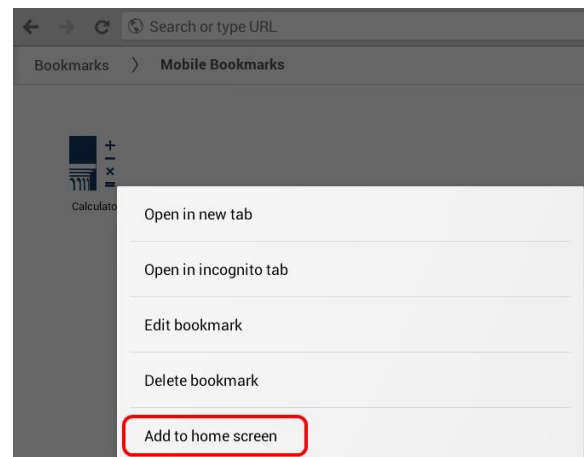 Search or type URL
Bookmarks 〉 Mobile Bookmarks
Calculato
Open in new tab
Open in incognito tab
Edit bookmark
Delete bookmark
Add to home screen